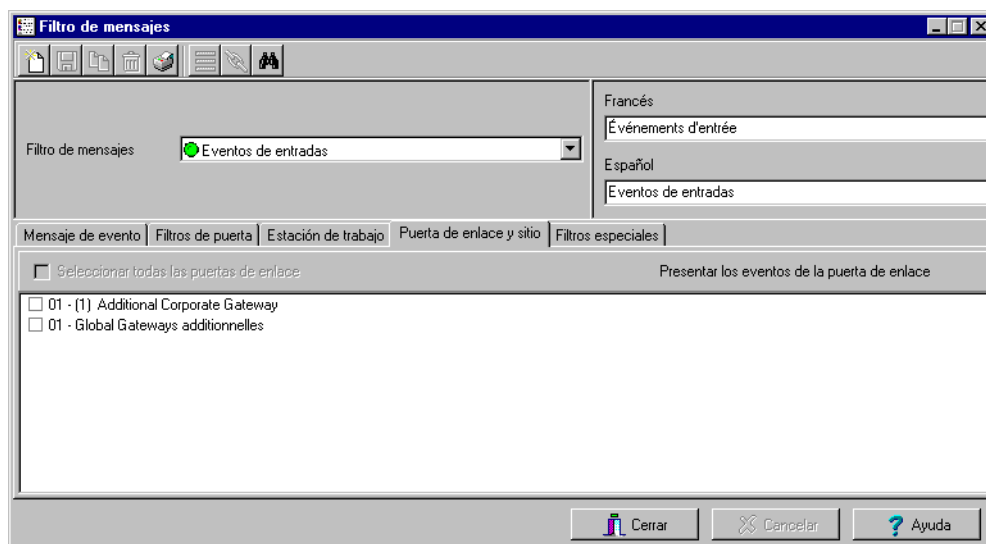 Filtro de mensajes
Francés
Événements d'entrée
Filtro de mensajes
Eventos de entradas
Español
Eventos de entradas
Mensaje de evento
Filtros de puerta
Estación de trabajo
Puerta de enlace y sitio
Filtros especiales
Seleccionar todas las puertas de enlace
Presentar los eventos de la puerta de enlace
01 - (1) Additional Corporate Gateway
01 - Global Gateways additionnelles
Cerrar
Cancelar
Ayuda